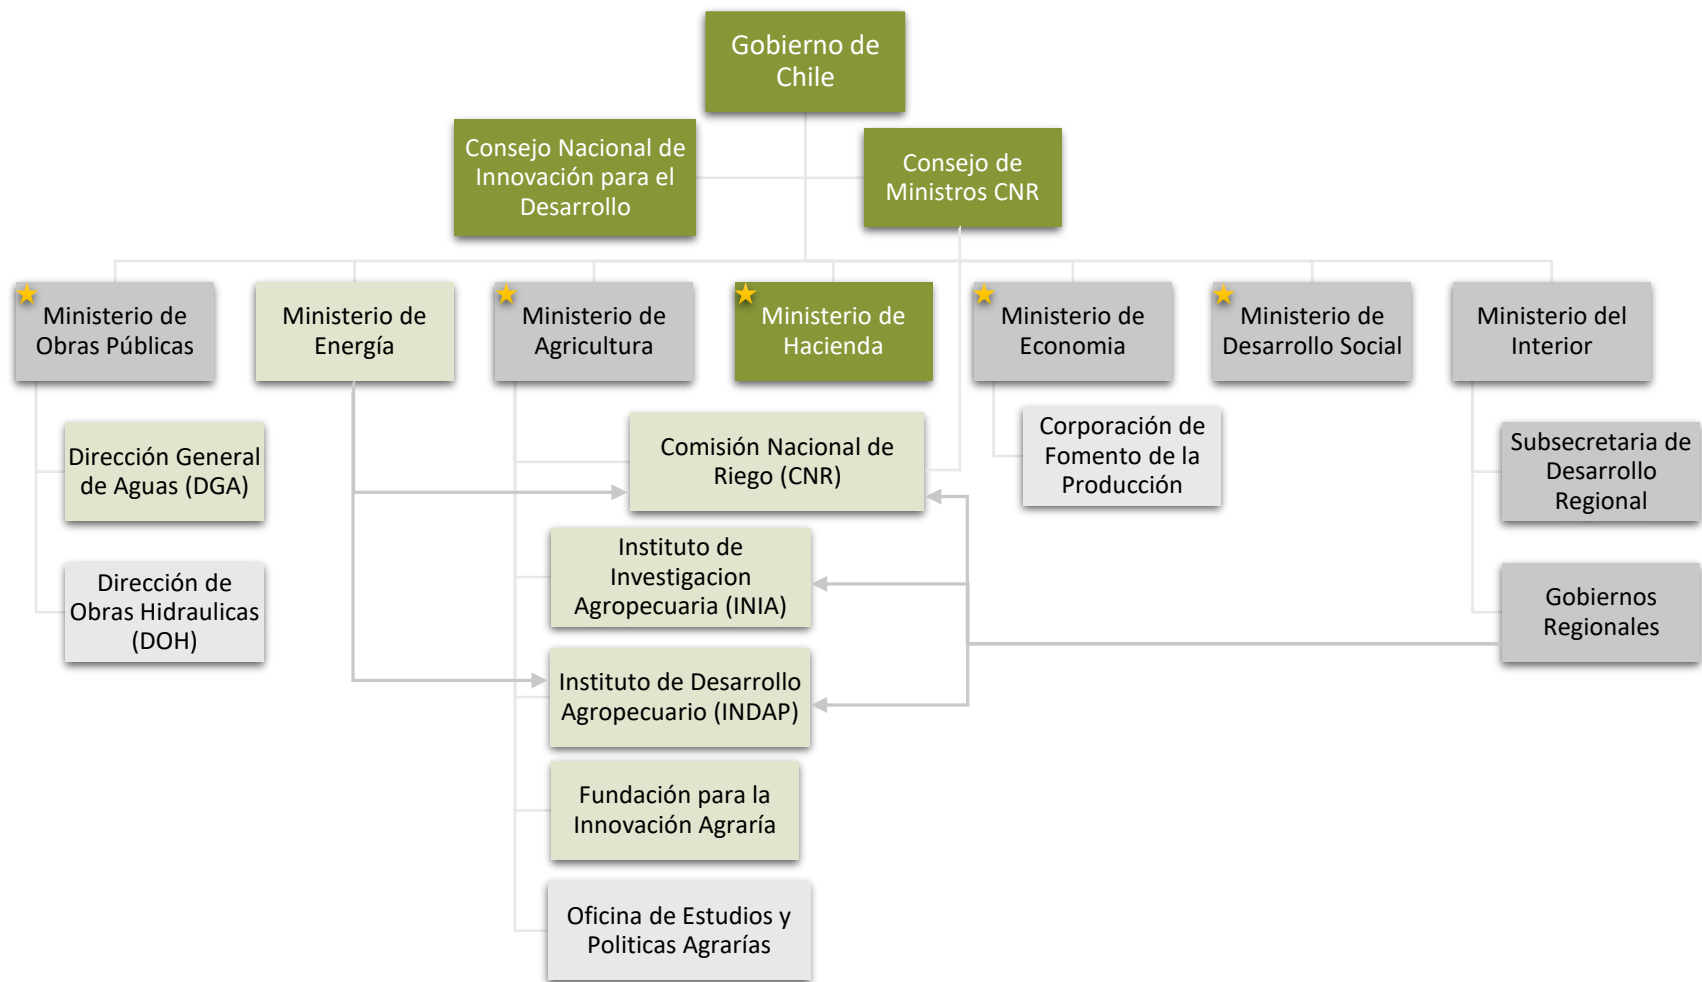 Gobierno de
Chile
Consejo Nacional de
Innovación para el
Desarrollo
Consejo de
Ministros CNR
Ministerio de
Obras Públicas
Ministerio de
Energía
Ministerio de
Agricultura
Ministerio de
Hacienda
Ministerio de
Economia
Ministerio de
Desarrollo Social
Ministerio del
Interior
Dirección General
de Aguas (DGA)
Dirección de
Obras Hidraulicas
(DOH)
Comisión Nacional de
Riego (CNR)
Instituto de
Investigacion
Agropecuaria (INIA)
Instituto de Desarrollo
Agropecuario (INDAP)
Fundación para la
Innovación Agraría
Oficina de Estudios y
Politicas Agrarías
Corporación de
Fomento de la
Producción
Subsecretaria de
Desarrollo
Regional
Gobiernos
Regionales